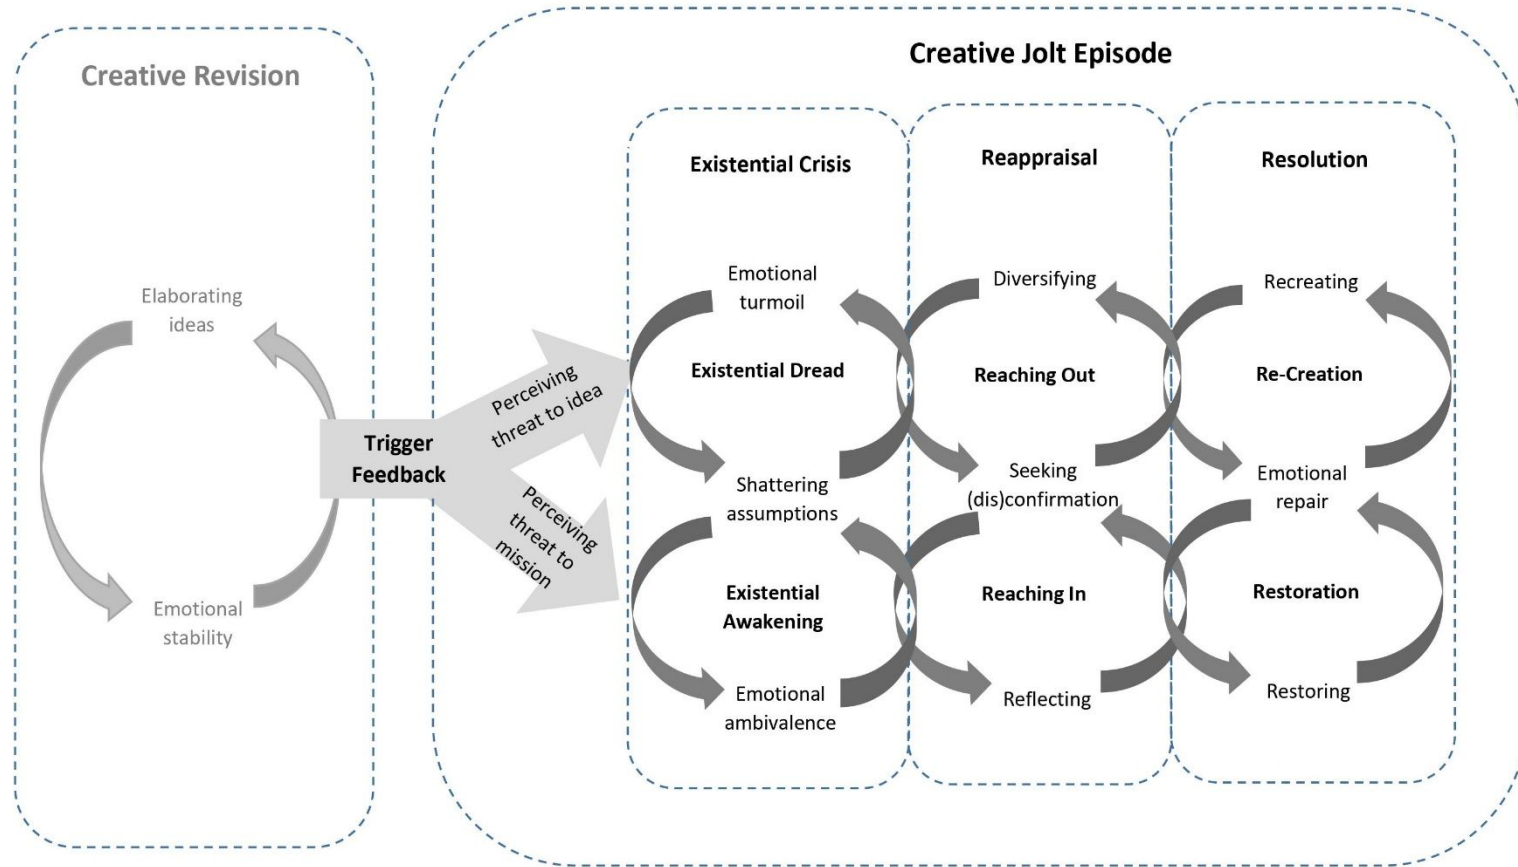 Creative Revision
Elaborating
ideas
Emotional
stability
Trigger
Feedback
Perceiving
threat to idea
Perceiving
threat to
mission
Creative Jolt Episode
Existential Crisis
Emotional
turmoil
Existential Dread
Shattering
assumptions
Existential
Awakening
Emotional
ambivalence
Reappraisal
Diversifying
Reaching Out
Seeking
(dis)confirmation
Reaching In
Reflecting
Resolution
Recreating
Re-Creation
Emotional
repair
Restoration
Restoring